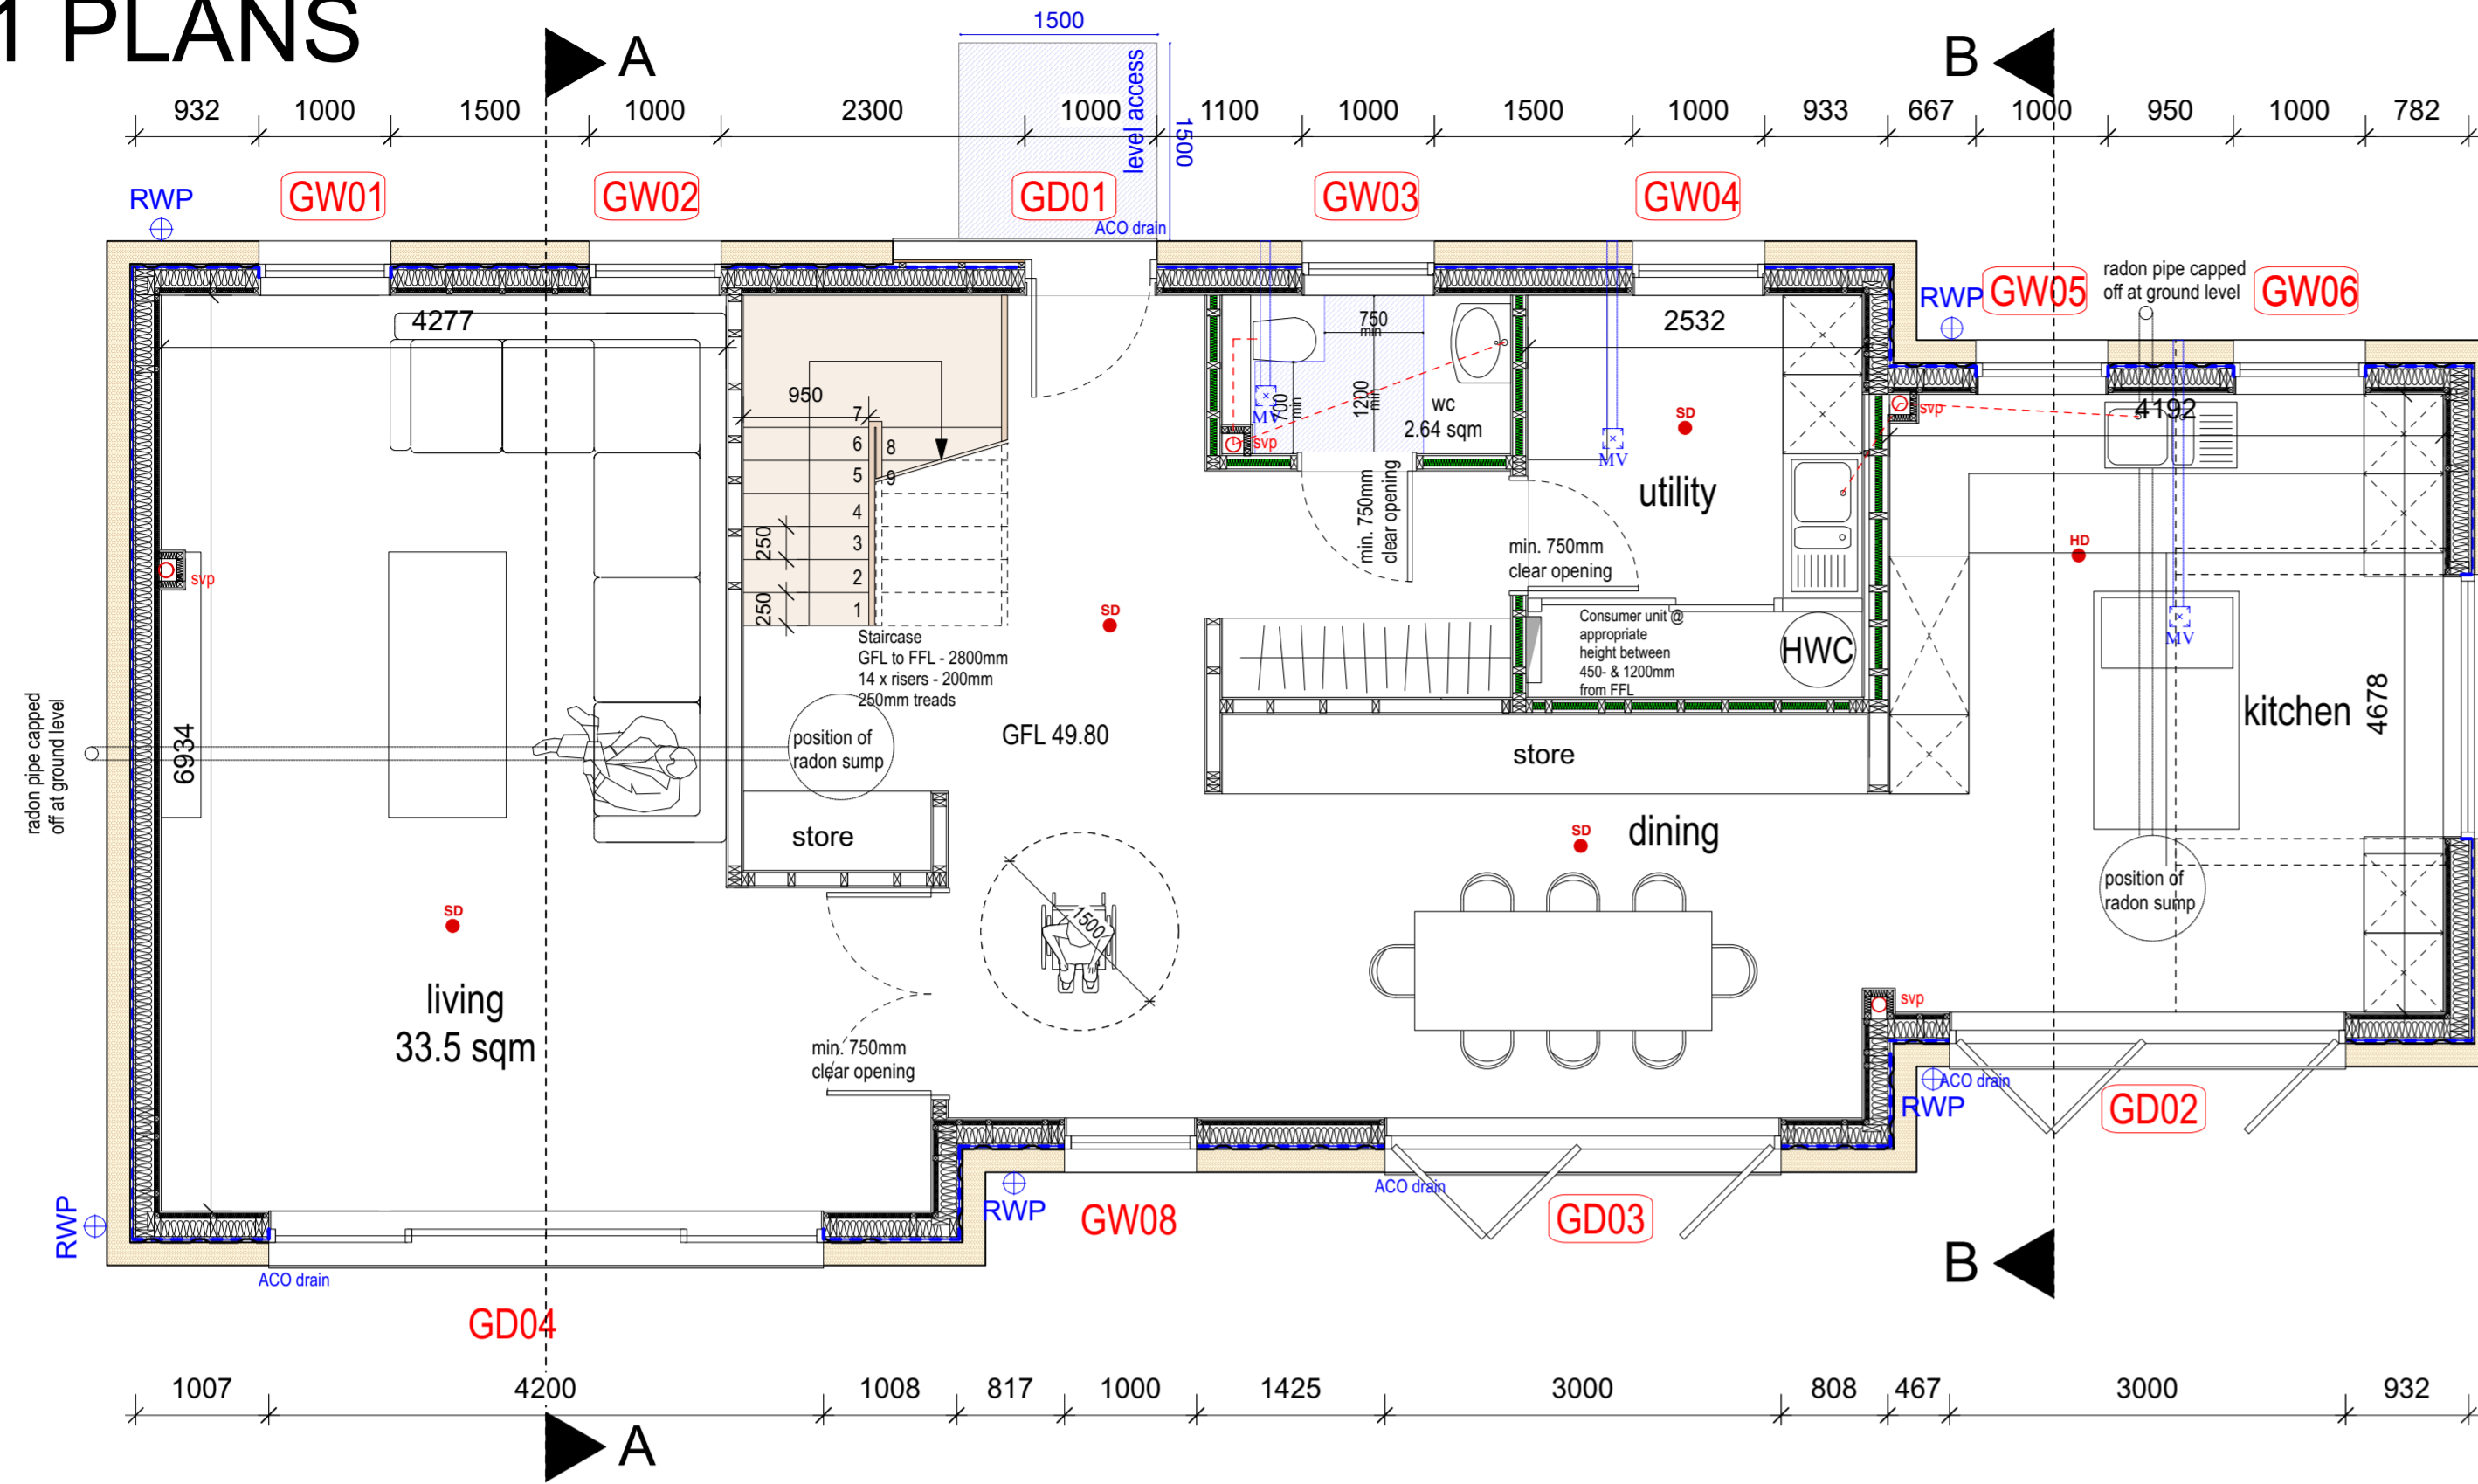 1 PLANS
1500
level access
1500
A
B
932
1000
1500
1000
2300
1000
1100
1000
1500
1000
933
667
1000
950
1000
782
RWP
GW01
GW02
GD01
ACO drain
GW03
GW04
RWP
GW05
radon pipe capped
off at ground level
GW06
4277
950
7
6
5
4
3
2
1
8
9
250
250
Staircase
GFL to FFL - 2800mm
14 x risers - 200mm
250mm treads
750
min
700
min
1200
min
MV
svp
wc
2.64 sqm
min. 750mm
clear opening
2532
SD
MV
utility
min. 750mm
clear opening
Consumer unit @
appropriate
height between
450- & 1200mm
from FFL
HWC
svp
4192
HD
MV
kitchen
4678
svp
SD
6934
radon pipe capped
off at ground level
position of
radon sump
GFL 49.80
store
store
SD
dining
1500
position of
radon sump
SD
living
33.5 sqm
min. 750mm
clear opening
svp
ACO drain
RWP
GD02
RWP
ACO drain
RWP
GW08
ACO drain
GD03
B
GD04
1007
4200
1008
817
1000
1425
3000
808
467
3000
932
A